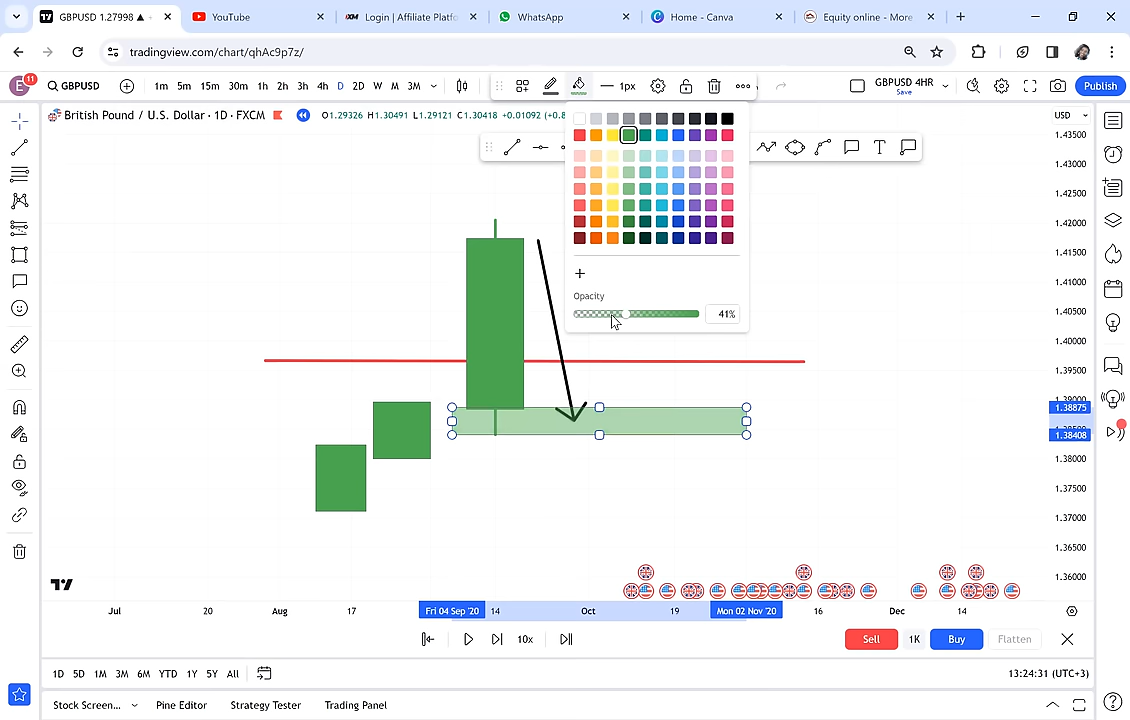 GBPUSD 1.27998 ▲ +
YouTube
XM Login | Affiliate Platfo
WhatsApp
Home - Canva
Equity online - More
tradingview.com/chart/qhAc9p7z/
E 11
GBPUSD
1m 5m 15m 30m 1h 2h 3h 4h D 2D W M 3M
1px
GBPUSD 4HR
Save
Publish
British Pound / U.S. Dollar · 1D · FXCM
O1.29326 H1.30491 L1.29121 C1.30418 +0.01092 (+0.8
USD
Opacity
41%
1.43500
1.43000
1.42500
1.42000
1.41500
1.41000
1.40500
1.40000
1.39500
1.39000
1.38875
1.38408
1.38000
1.37500
1.37000
1.36500
1.36000
Jul 20 Aug 17 Fri 04 Sep '20 14 Oct 19 Mon 02 Nov '20 16 Dec 14
10x
Sell
1K
Buy
Flatten
1D 5D 1M 3M 6M YTD 1Y 5Y All
13:24:31 (UTC+3)
Stock Screen...
Pine Editor
Strategy Tester
Trading Panel